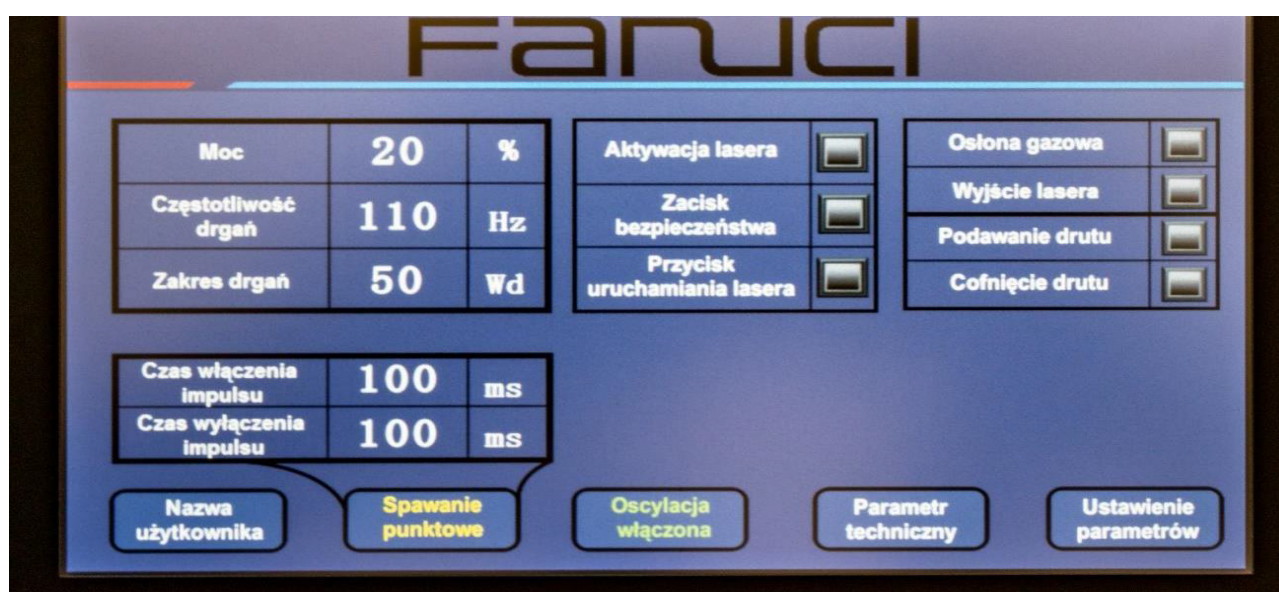 FANUCI
Moc 20 %
Częstotliwość
drgań 110 Hz
Zakres drgań 50 Wd
Aktywacja lasera
Zacisk
bezpieczeństwa
Przycisk
uruchamiania lasera
Osłona gazowa
Wyjście lasera
Podawanie drutu
Cofnięcie drutu
Czas włączenia
impulsu 100 ms
Czas wyłączenia
impulsu 100 ms
Nazwa
użytkownika
Spawanie
punktowe
Oscylacja
włączona
Parametr
techniczny
Ustawienie
parametrów